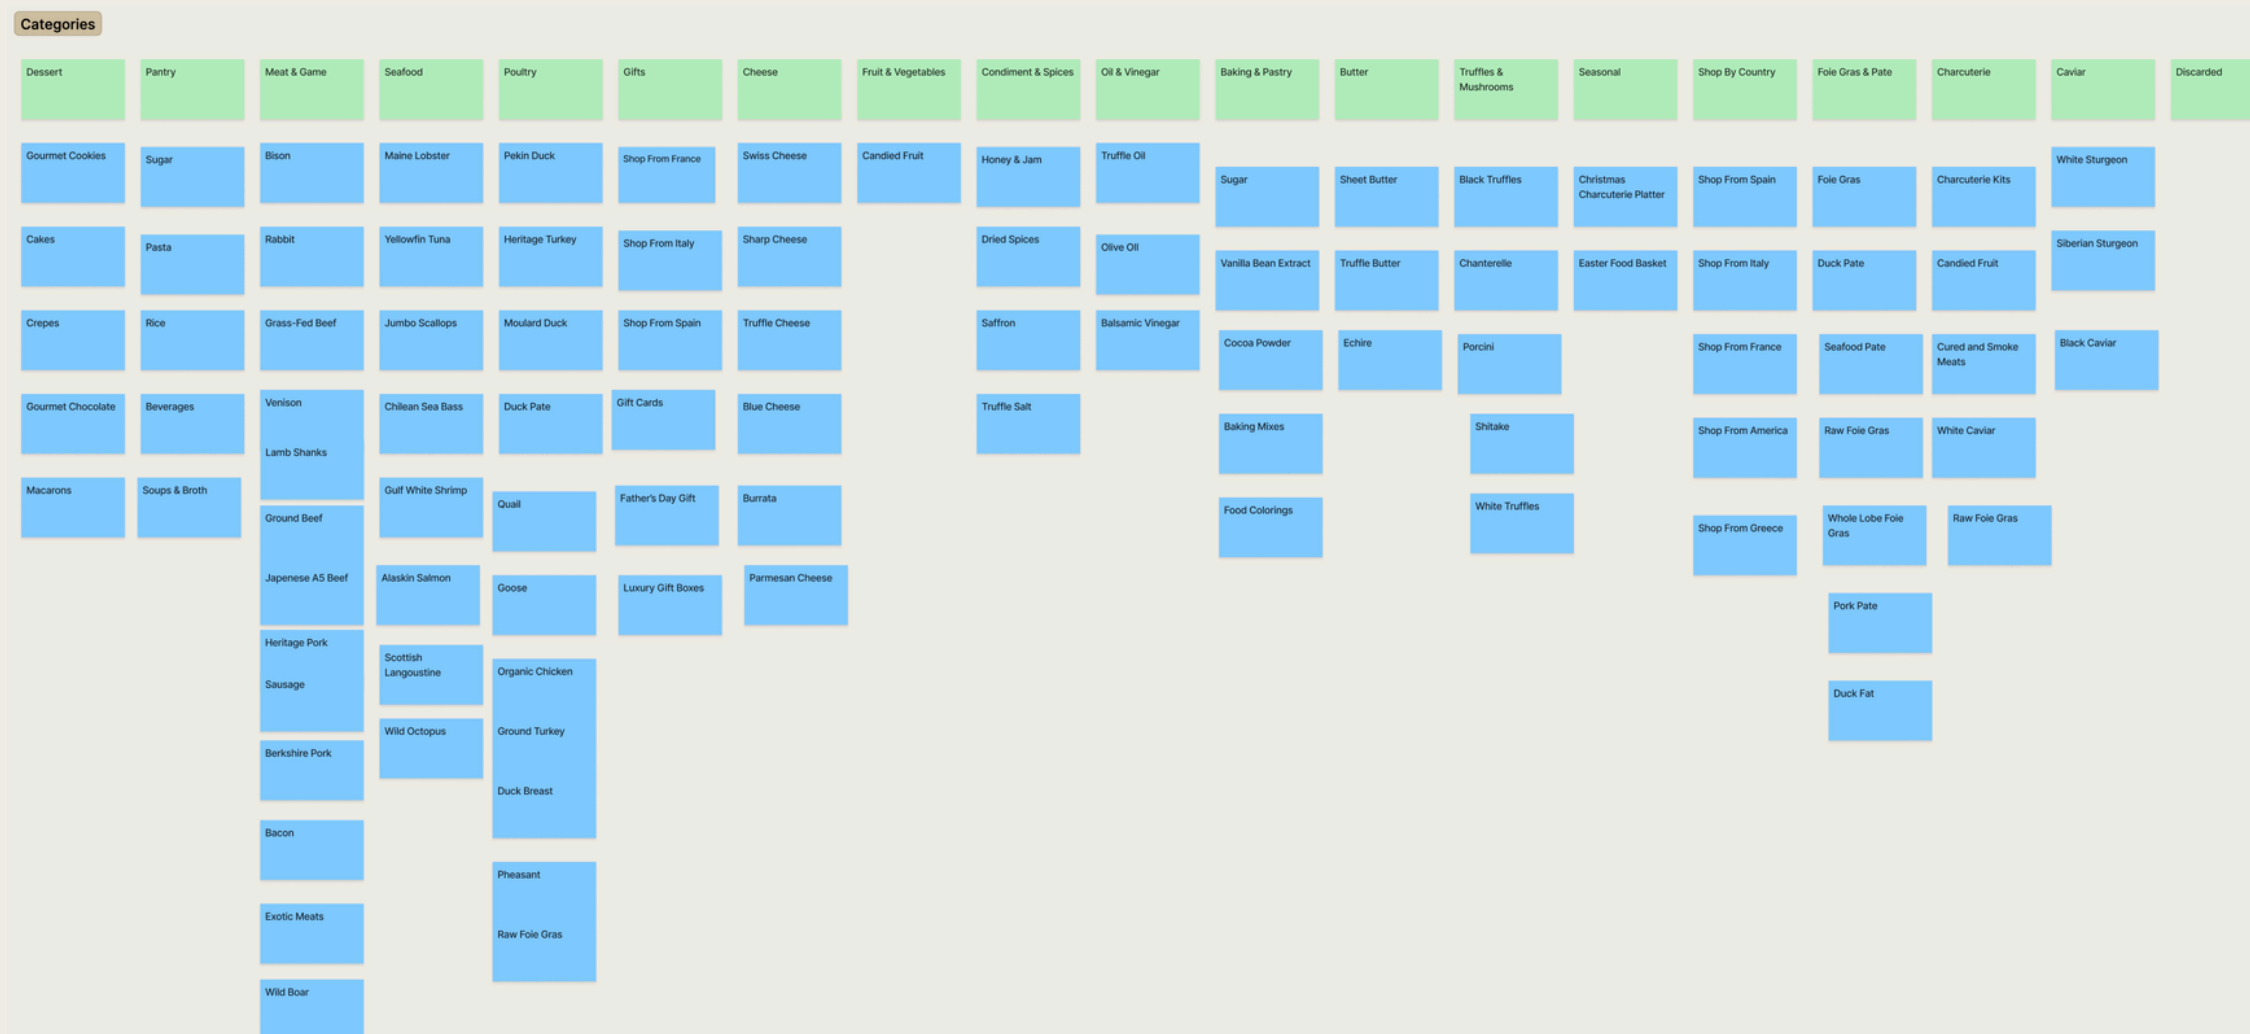 Categories
Dessert
Pantry
Meat & Game
Seafood
Poultry
Gifts
Cheese
Fruit & Vegetables
Condiment & Spices
Oil & Vinegar
Baking & Pastry
Butter
Truffles &
Mushrooms
Seasonal
Shop By Country
Foie Gras & Pate
Charcuterie
Caviar
Discarded
Gourmet Cookies
Cakes
Crepes
Gourmet Chocolate
Macarons
Sugar
Pasta
Rice
Beverages
Soups & Broth
Bison
Rabbit
Grass-Fed Beef
Venison
Lamb Shanks
Ground Beef
Japenese A5 Beef
Heritage Pork
Sausage
Berkshire Pork
Bacon
Exotic Meats
Wild Boar
Maine Lobster
Yellowfin Tuna
Jumbo Scallops
Chilean Sea Bass
Gulf White Shrimp
Alaskin Salmon
Scottish
Langoustine
Wild Octopus
Pekin Duck
Heritage Turkey
Moulard Duck
Duck Pate
Quail
Goose
Organic Chicken
Ground Turkey
Duck Breast
Pheasant
Raw Foie Gras
Shop From France
Shop From Italy
Shop From Spain
Gift Cards
Father's Day Gift
Luxury Gift Boxes
Swiss Cheese
Sharp Cheese
Truffle Cheese
Blue Cheese
Burrata
Parmesan Cheese
Candied Fruit
Honey & Jam
Dried Spices
Saffron
Truffle Salt
Truffle Oil
Olive OIl
Balsamic Vinegar
Sugar
Vanilla Bean Extract
Cocoa Powder
Baking Mixes
Food Colorings
Sheet Butter
Truffle Butter
Echire
Black Truffles
Chanterelle
Porcini
Shitake
White Truffles
Christmas
Charcuterie Platter
Easter Food Basket
Shop From Spain
Shop From Italy
Shop From France
Shop From America
Shop From Greece
Foie Gras
Duck Pate
Seafood Pate
Raw Foie Gras
Whole Lobe Foie
Gras
Pork Pate
Duck Fat
Charcuterie Kits
Candied Fruit
Cured and Smoke
Meats
White Caviar
Raw Foie Gras
White Sturgeon
Siberian Sturgeon
Black Caviar